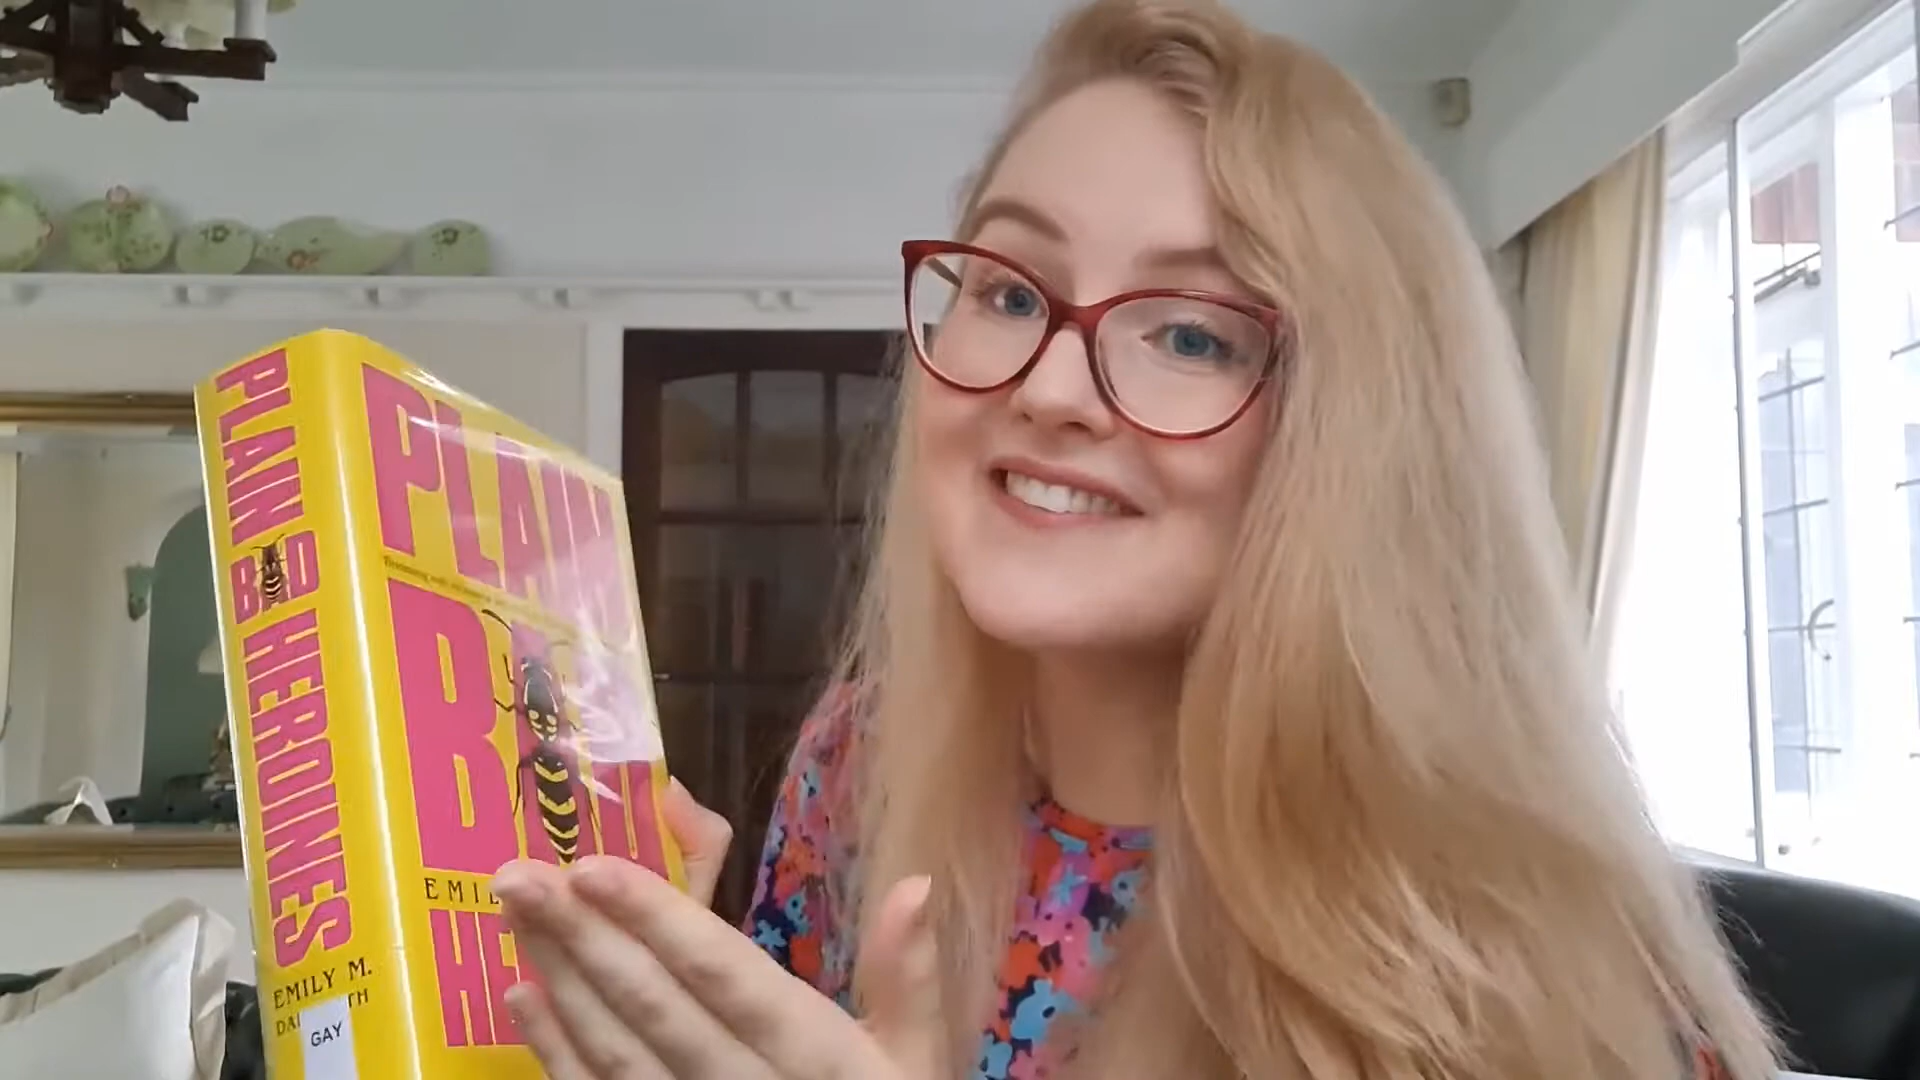 PLAIN BAD HEROINES
EMILY M.
GAY
PLAIN
BAD
EMIL
HE